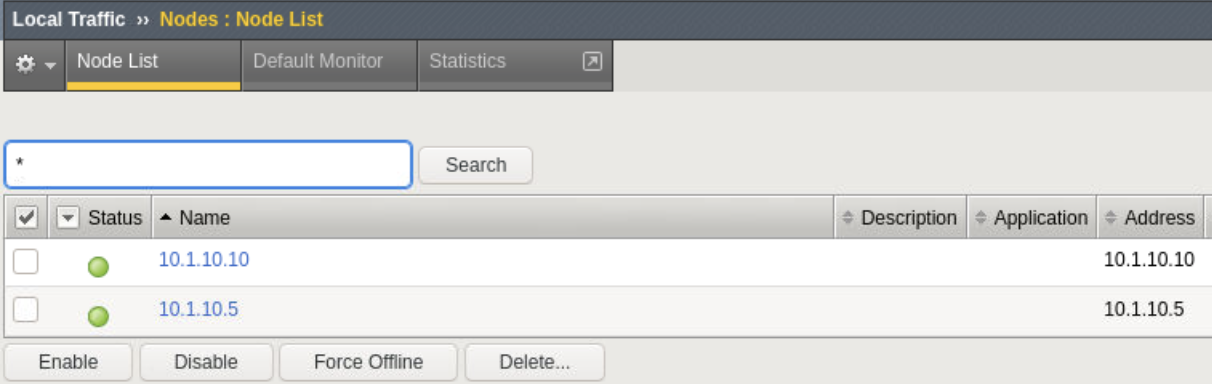 Local Traffic ›› Nodes : Node List
Node List Default Monitor Statistics
* Search
Status Name Description Application Address
10.1.10.10 10.1.10.10
10.1.10.5 10.1.10.5
Enable Disable Force Offline Delete...